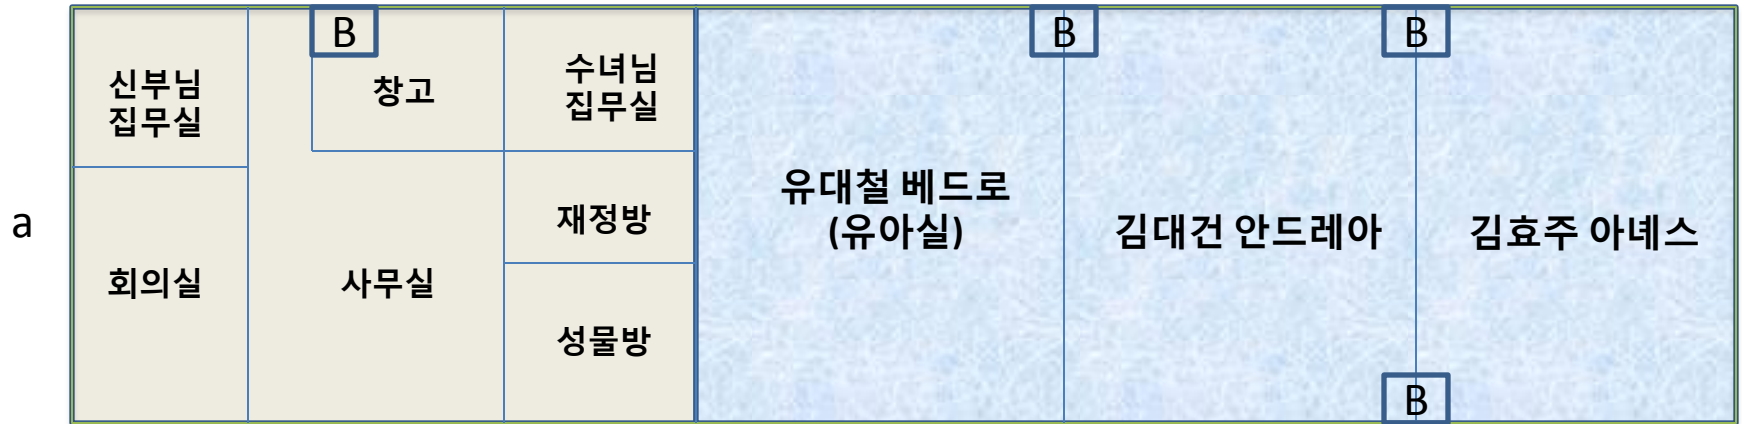 B
B
B
신부님
집무실
창고
수녀님
집무실
유대철 베드로
(유아실)
a
재정방
김대건 안드레아
김효주 아녜스
회의실
사무실
성물방
B